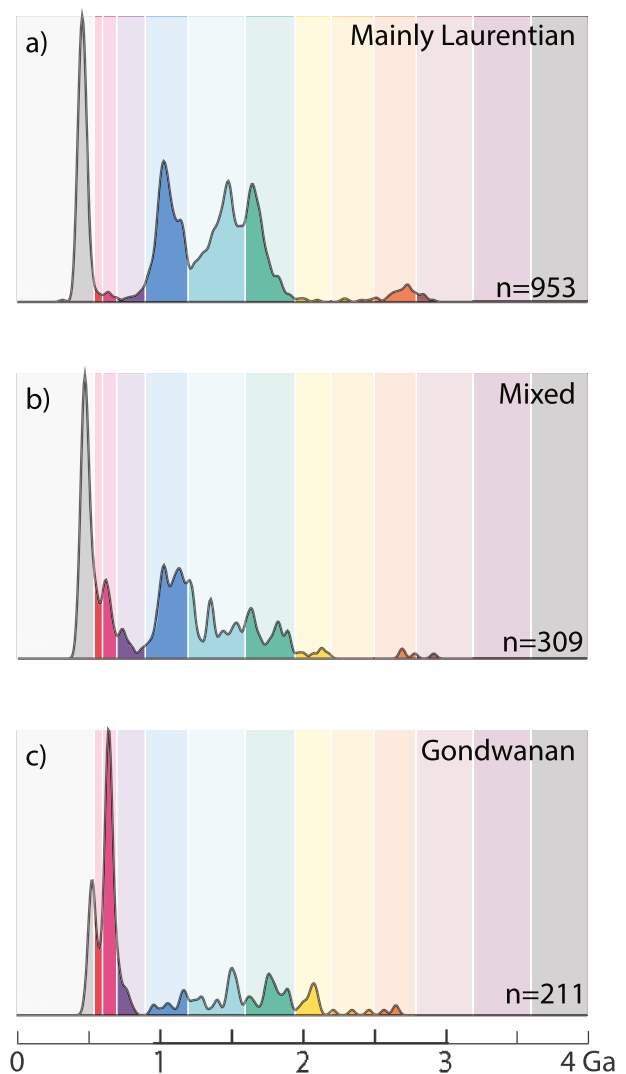 a) Mainly Laurentian
n=953
b) Mixed
n=309
c) Gondwanan
n=211
0 1 2 3 4 Ga